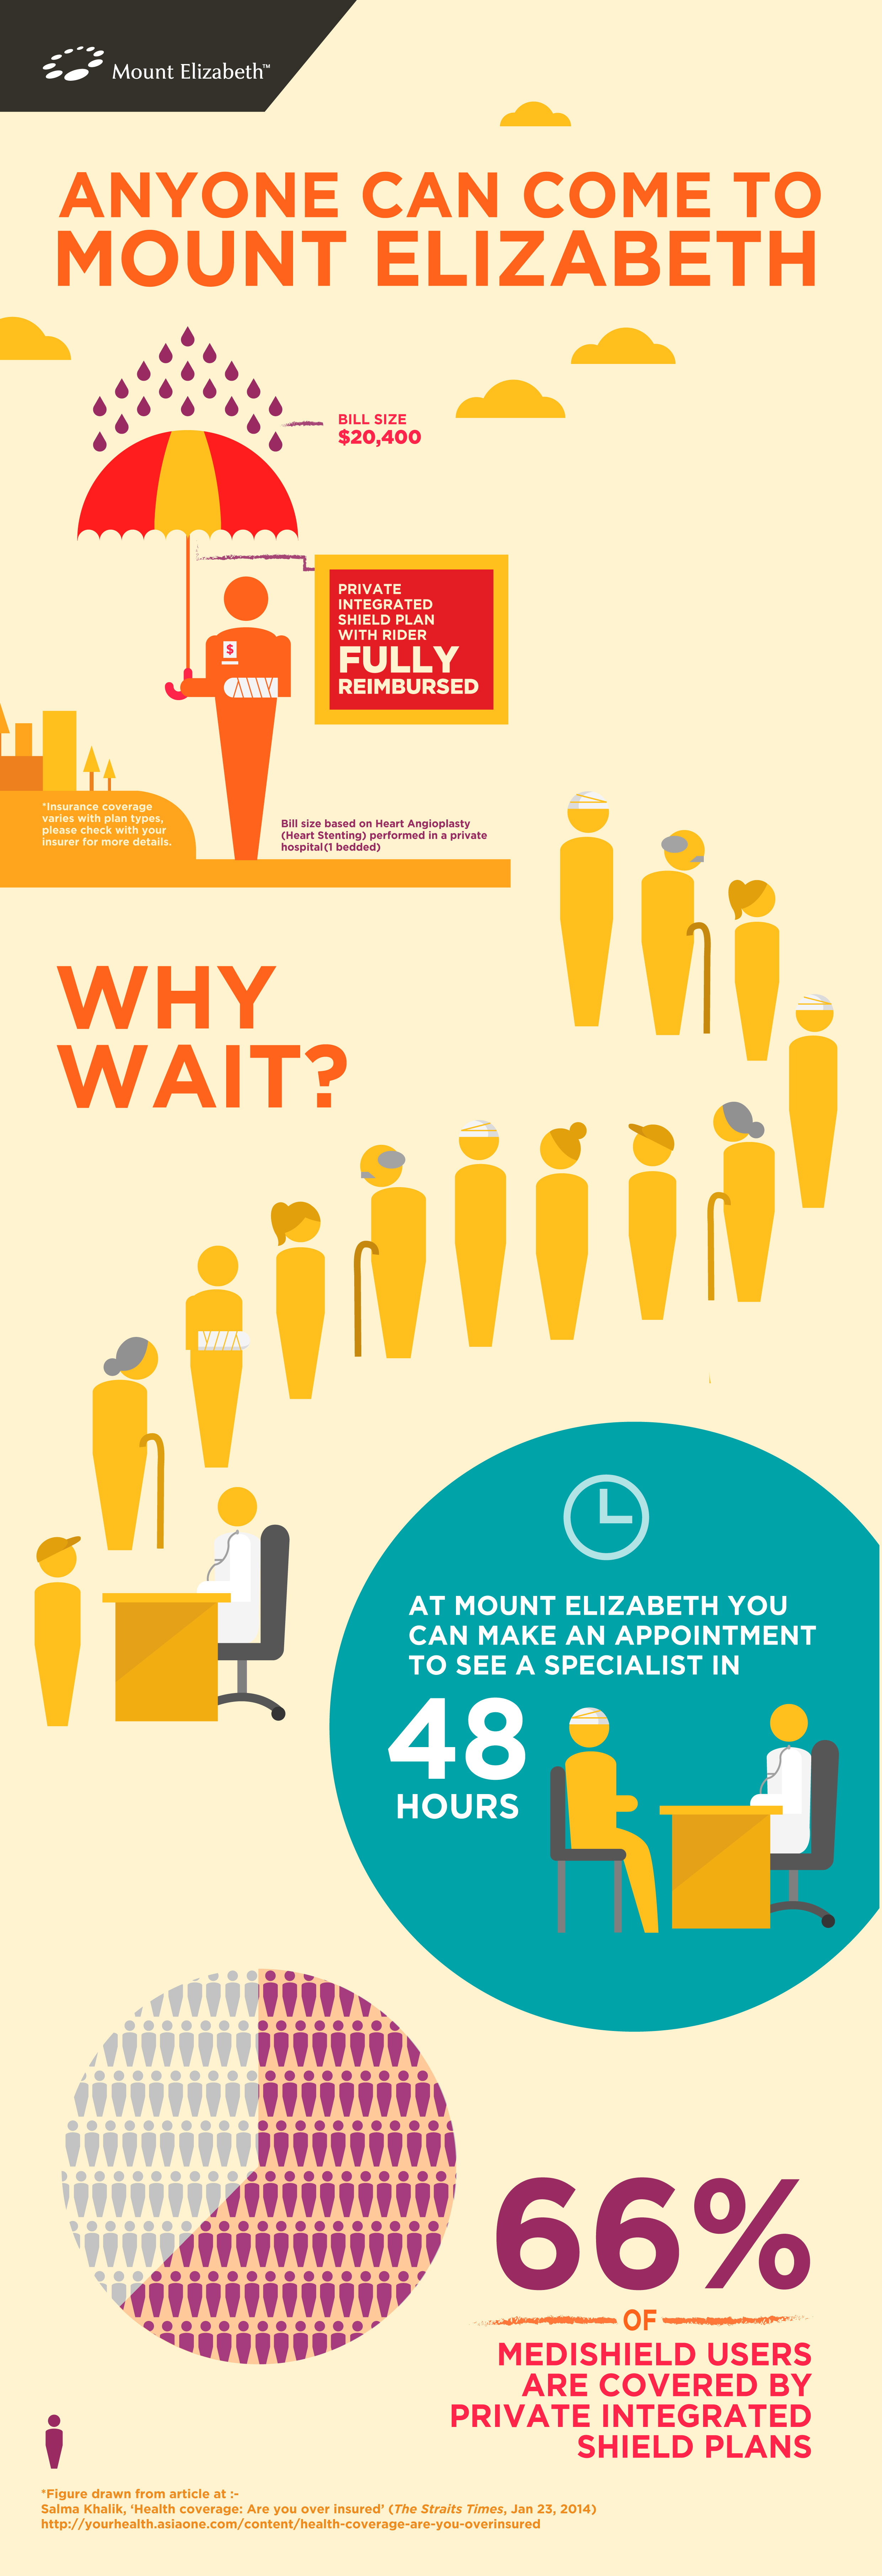 Mount Elizabeth™
ANYONE CAN COME TO
MOUNT ELIZABETH
BILL SIZE
$20,400
PRIVATE
INTEGRATED
SHIELD PLAN
WITH RIDER
FULLY
REIMBURSED
$
*Insurance coverage
varies with plan types,
please check with your
insurer for more details.
Bill size based on Heart Angioplasty
(Heart Stenting) performed in a private
hospital(1 bedded)
WHY
WAIT?
AT MOUNT ELIZABETH YOU
CAN MAKE AN APPOINTMENT
TO SEE A SPECIALIST IN
48
HOURS
66%
OF
MEDISHIELD USERS
ARE COVERED BY
PRIVATE INTEGRATED
SHIELD PLANS
*Figure drawn from article at :-
Salma Khalik, ‘Health coverage: Are you over insured’ (The Straits Times, Jan 23, 2014)
http://yourhealth.asiaone.com/content/health-coverage-are-you-overinsured